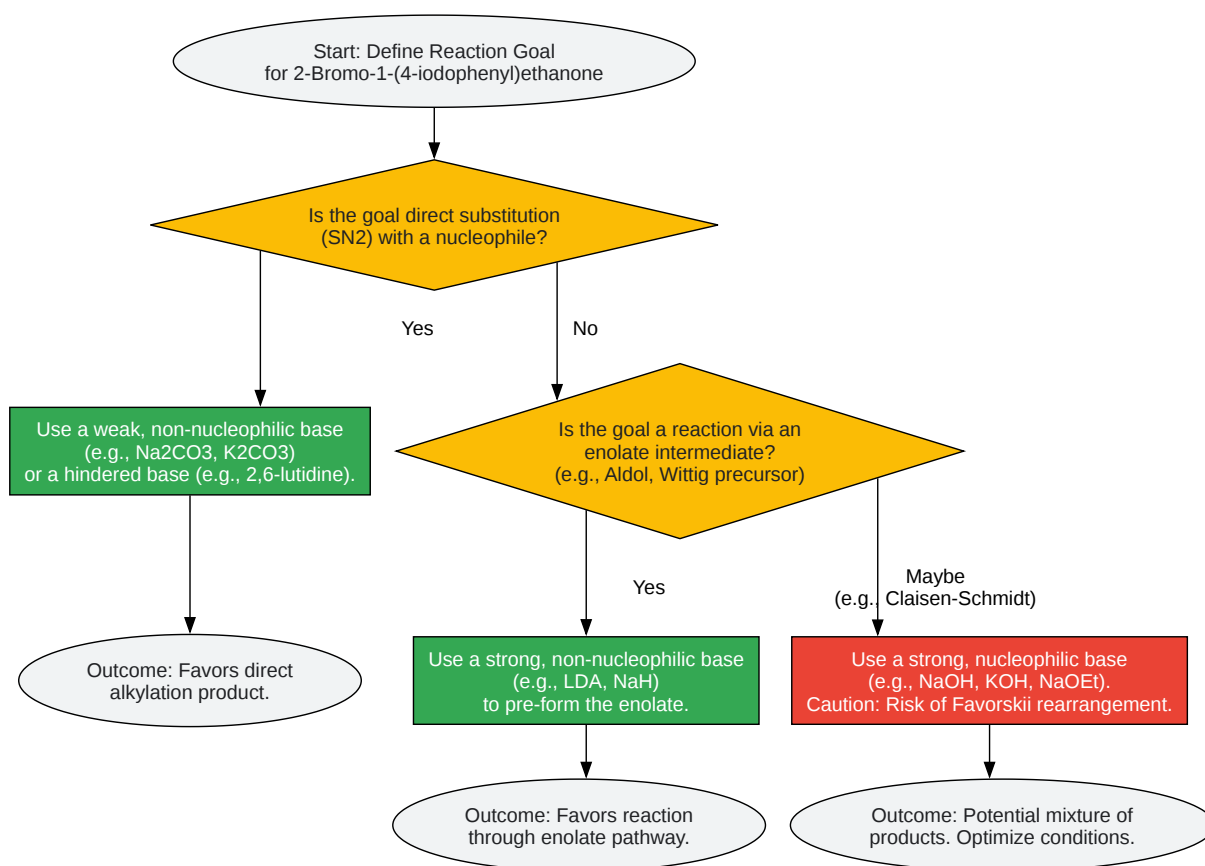 Start: Define Reaction Goal
for 2-Bromo-1-(4-iodophenyl)ethanone
Is the goal direct substitution
(SN2) with a nucleophile?
Yes
No
Use a weak, non-nucleophilic base
(e.g., Na2CO3, K2CO3)
or a hindered base (e.g., 2,6-lutidine).
Is the goal a reaction via an
enolate intermediate?
(e.g., Aldol, Wittig precursor)
Yes
Maybe
(e.g., Claisen-Schmidt)
Outcome: Favors direct
alkylation product.
Use a strong, non-nucleophilic base
(e.g., LDA, NaH)
to pre-form the enolate.
Use a strong, nucleophilic base
(e.g., NaOH, KOH, NaOEt).
Caution: Risk of Favorskii rearrangement.
Outcome: Favors reaction
through enolate pathway.
Outcome: Potential mixture of
products. Optimize conditions.